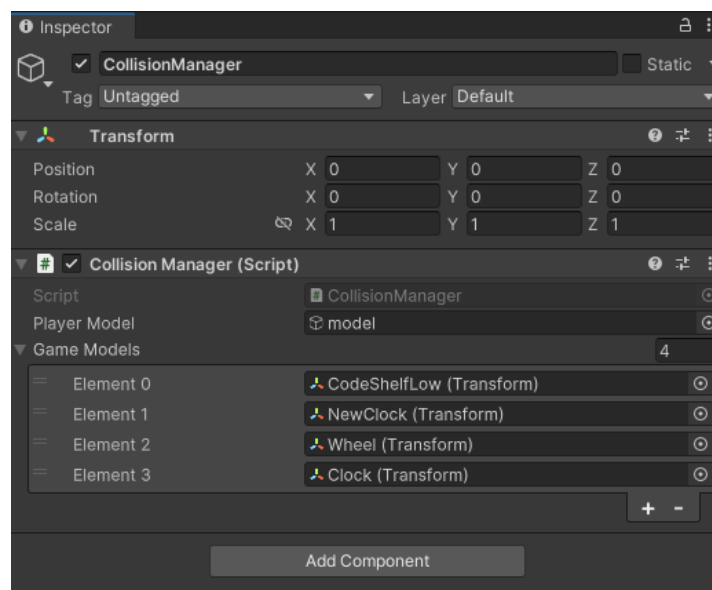 Inspector
CollisionManager Static
Tag Untagged Layer Default
Transform
Position X 0 Y 0 Z 0
Rotation X 0 Y 0 Z 0
Scale X 1 Y 1 Z 1
# Collision Manager (Script)
Script # CollisionManager
Player Model model
Game Models 4
Element 0 CodeShelfLow (Transform)
Element 1 NewClock (Transform)
Element 2 Wheel (Transform)
Element 3 Clock (Transform)
+ -
Add Component